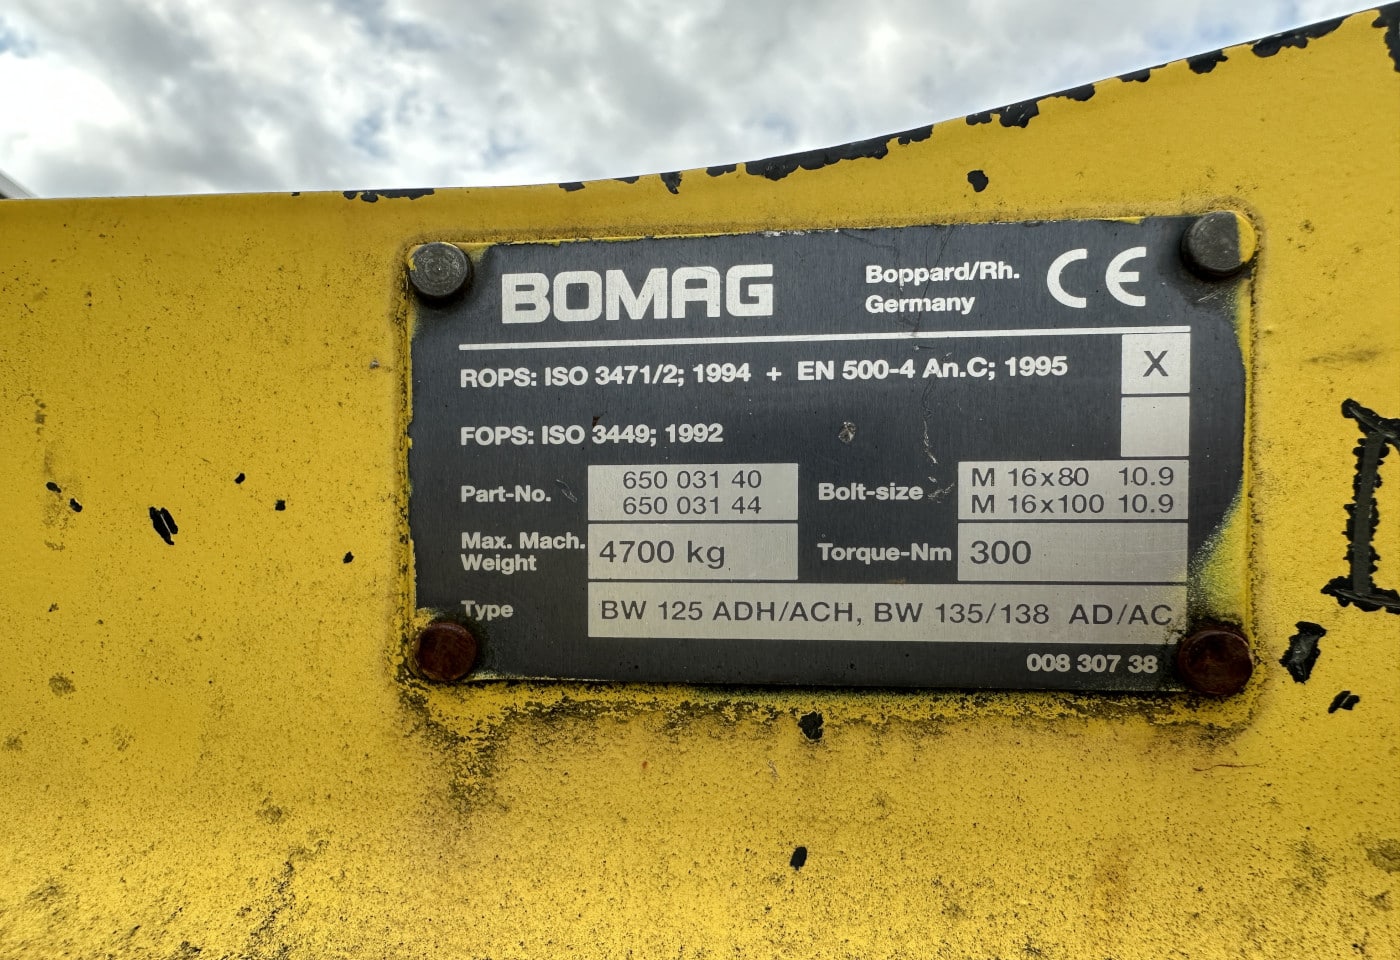 BOMAG Boppard/Rh. Germany CE
ROPS: ISO 3471/2; 1994 + EN 500-4 An.C; 1995 X
FOPS: ISO 3449; 1992
Part-No. 650 031 40 Bolt-size M 16x80 10.9
650 031 44 M 16x100 10.9
Max. Mach. Weight 4700 kg Torque-Nm 300
Type BW 125 ADH/ACH, BW 135/138 AD/AC
008 307 38